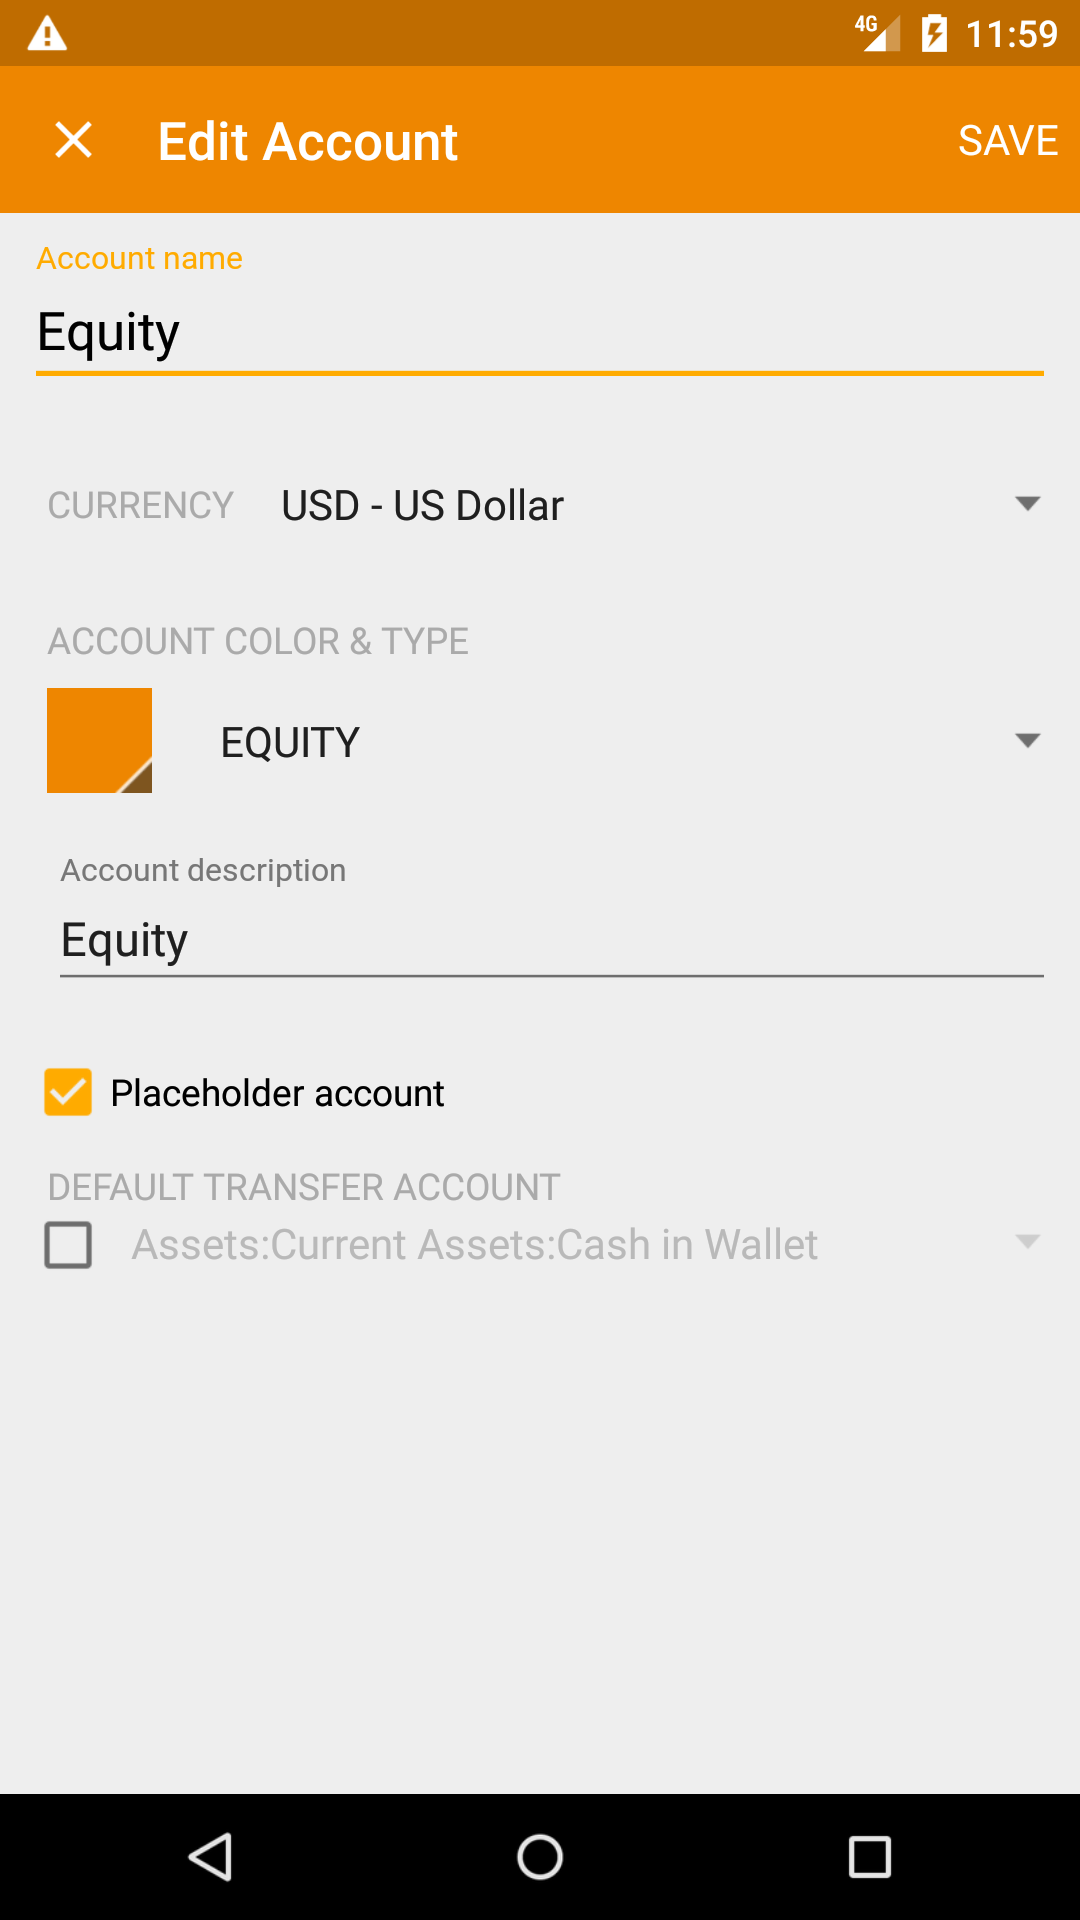 4G 11:59
Edit Account SAVE
Account name
Equity
CURRENCY USD - US Dollar
ACCOUNT COLOR & TYPE
EQUITY
Account description
Equity
Placeholder account
DEFAULT TRANSFER ACCOUNT
Assets:Current Assets:Cash in Wallet